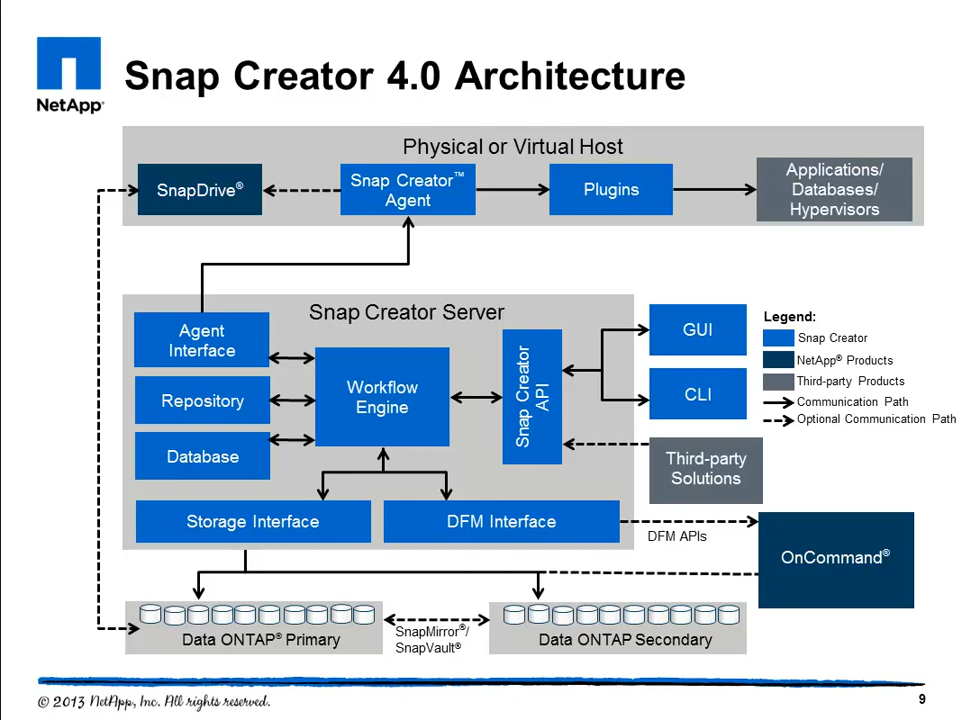 NetApp®
Snap Creator 4.0 Architecture
Physical or Virtual Host
SnapDrive®
Snap Creator™
Agent
Plugins
Applications/
Databases/
Hypervisors
Snap Creator Server
Agent
Interface
Repository
Database
Workflow
Engine
Snap Creator
API
GUI
CLI
Third-party
Solutions
Legend:
Snap Creator
NetApp® Products
Third-party Products
Communication Path
Optional Communication Path
Storage Interface
DFM Interface
DFM APIs
OnCommand®
Data ONTAP® Primary
SnapMirror®/
SnapVault®
Data ONTAP Secondary
© 2013 NetApp, Inc. All rights reserved.
9